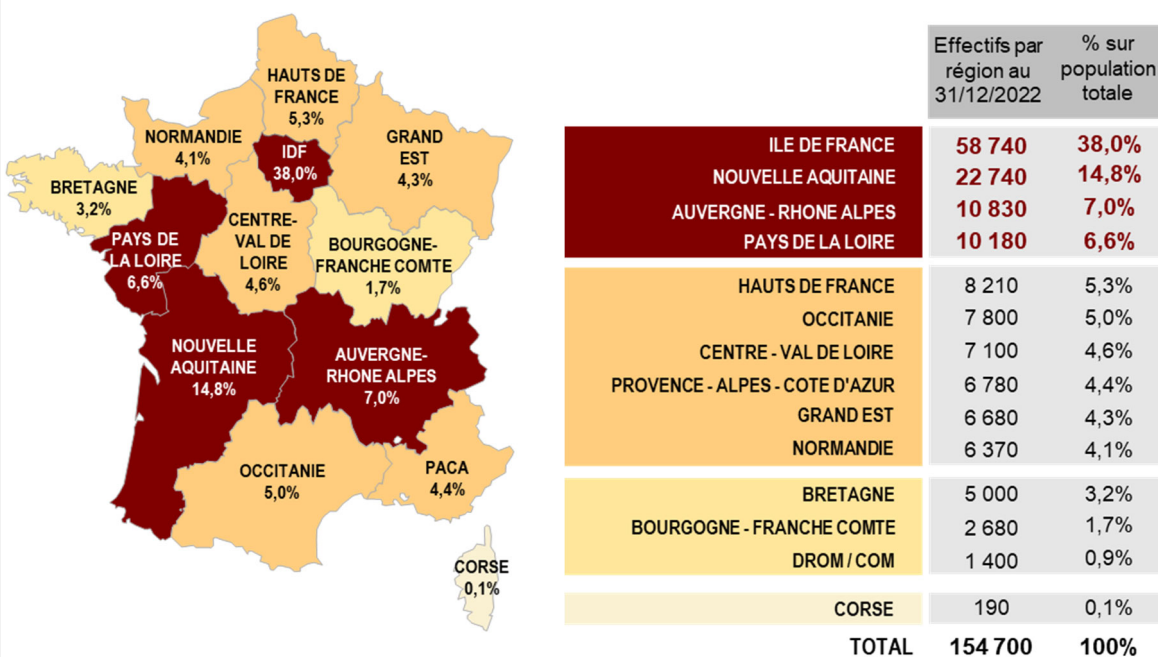 HAUTS DE
FRANCE
5,3%
NORMANDIE
4,1%
IDF
38,0%
GRAND
EST
4,3%
BRETAGNE
3,2%
PAYS DE
LA LOIRE
6,6%
CENTRE-
VAL DE
LOIRE
4,6%
BOURGOGNE-
FRANCHE COMTE
1,7%
NOUVELLE
AQUITAINE
14,8%
AUVERGNE-
RHONE ALPES
7,0%
OCCITANIE
5,0%
PACA
4,4%
CORSE
0,1%
Effectifs par
région au
31/12/2022
% sur
population
totale
ILE DE FRANCE 58 740 38,0%
NOUVELLE AQUITAINE 22 740 14,8%
AUVERGNE - RHONE ALPES 10 830 7,0%
PAYS DE LA LOIRE 10 180 6,6%
HAUTS DE FRANCE 8 210 5,3%
OCCITANIE 7 800 5,0%
CENTRE - VAL DE LOIRE 7 100 4,6%
PROVENCE - ALPES - COTE D'AZUR 6 780 4,4%
GRAND EST 6 680 4,3%
NORMANDIE 6 370 4,1%
BRETAGNE 5 000 3,2%
BOURGOGNE - FRANCHE COMTE 2 680 1,7%
DROM / COM 1 400 0,9%
CORSE 190 0,1%
TOTAL 154 700 100%